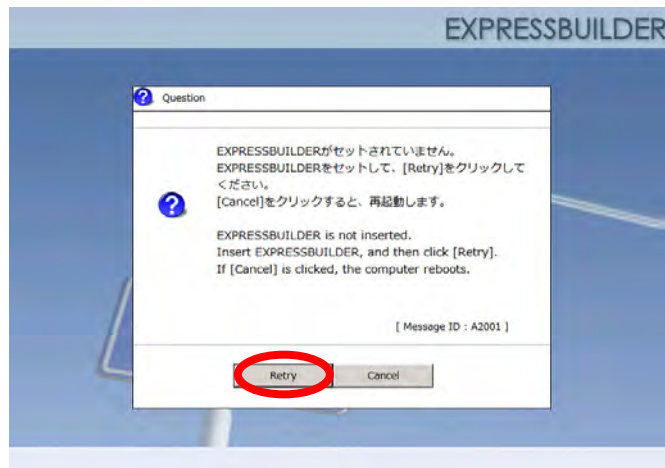 EXPRESSBUILDER
Question
EXPRESSBUILDERがセットされていません。
EXPRESSBUILDERをセットして、[Retry]をクリックして
ください。
[Cancel]をクリックすると、再起動します。
EXPRESSBUILDER is not inserted.
Insert EXPRESSBUILDER, and then click [Retry].
If [Cancel] is clicked, the computer reboots.
[ Message ID : A2001 ]
Retry Cancel